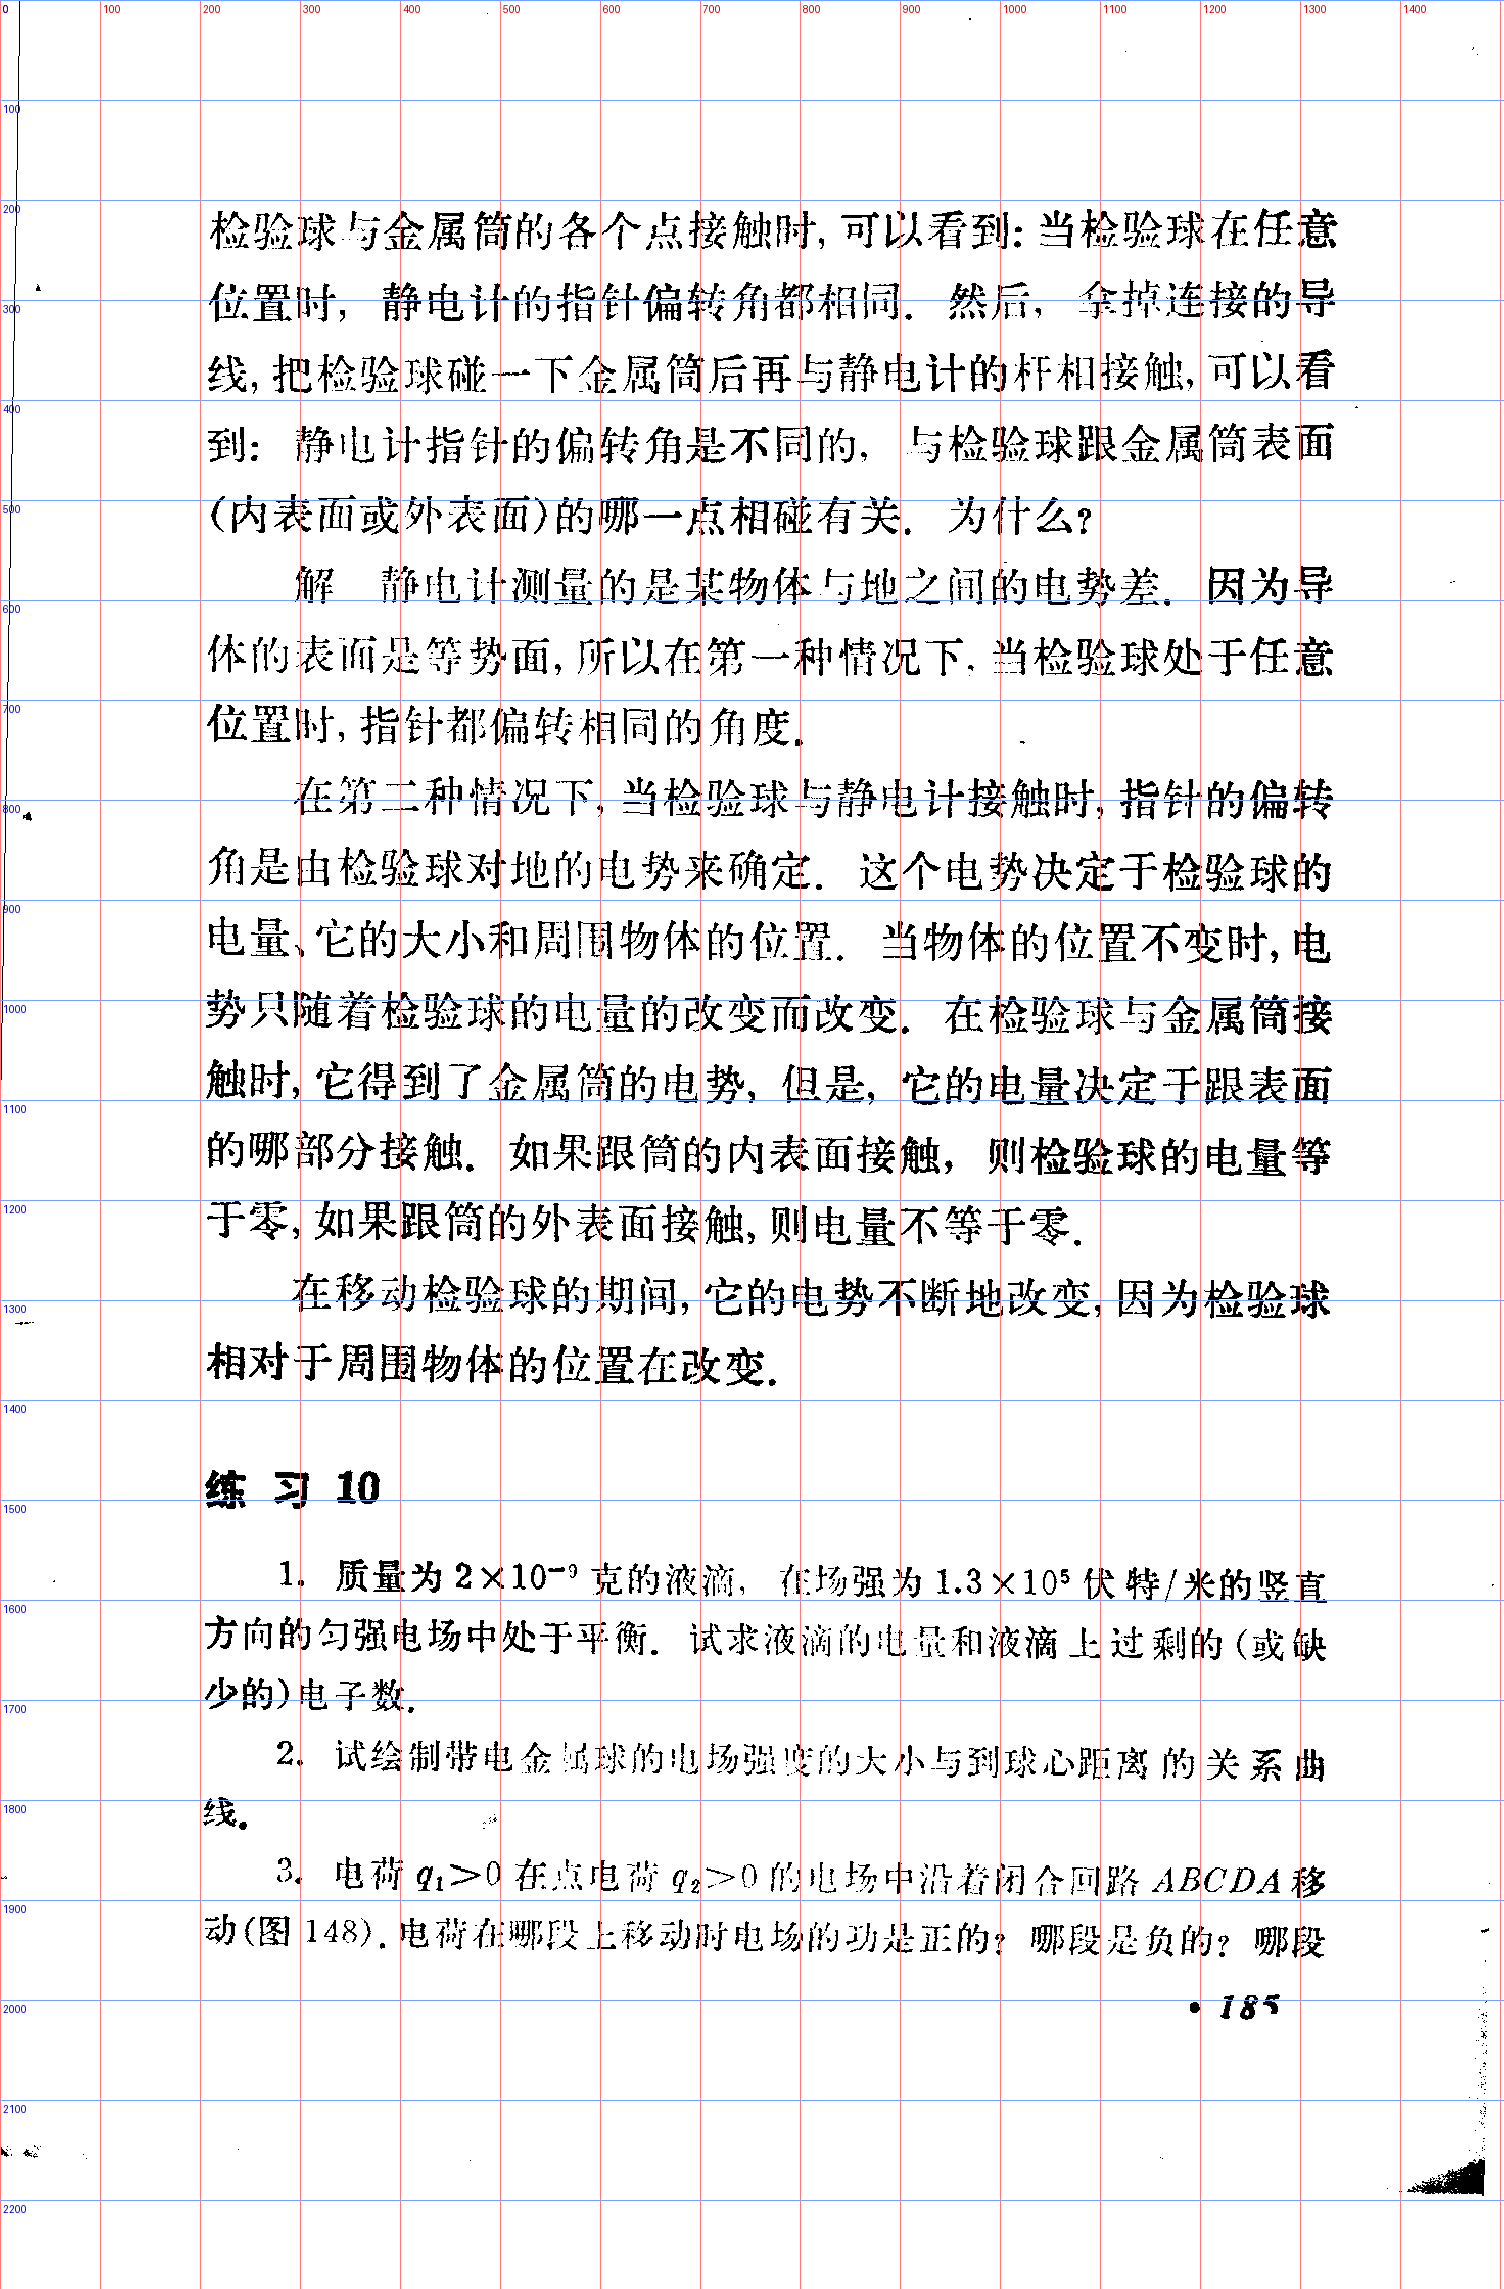 检验球与金属筒的各个点接触时, 可以看到: 当检验球在任意
位置时, 静电计的指针偏转角都相同. 然后, 拿掉连接的导
线, 把检验球碰一下金属筒后再与静电计的杆相接触, 可以看
到: 静电计指针的偏转角是不同的, 与检验球跟金属筒表面
(内表面或外表面)的哪一点相碰有关. 为什么?
解 静电计测量的是某物体与地之间的电势差. 因为导
体的表面是等势面, 所以在第一种情况下, 当检验球处于任意
位置时, 指针都偏转相同的角度.
在第二种情况下, 当检验球与静电计接触时, 指针的偏转
角是由检验球对地的电势来确定. 这个电势决定于检验球的
电量、它的大小和周围物体的位置. 当物体的位置不变时, 电
势只随着检验球的电量的改变而改变. 在检验球与金属筒接
触时, 它得到了金属筒的电势, 但是, 它的电量决定于跟表面
的哪部分接触. 如果跟筒的内表面接触, 则检验球的电量等
于零, 如果跟筒的外表面接触, 则电量不等于零.
在移动检验球的期间, 它的电势不断地改变, 因为检验球
相对于周围物体的位置在改变.
练 习 10
1. 质量为 2×10⁻⁹ 克的液滴, 在场强为 1.3×10⁵ 伏特/米的竖直
方向的匀强电场中处于平衡. 试求液滴的电量和液滴上过剩的(或缺
少的)电子数.
2. 试绘制带电金属球的电场强度的大小与到球心距离的关系曲
线.
3. 电荷 q₁>0 在点电荷 q₂>0 的电场中沿着闭合回路 ABCDA 移
动(图 148). 电荷在哪段上移动时电场的功是正的? 哪段是负的? 哪段
• 185